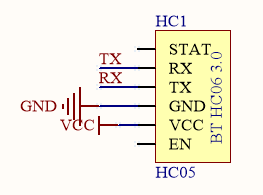 HC1
STAT
TX RX
RX TX
GND GND
VCC VCC
EN
BT HC06 3.0
HC05